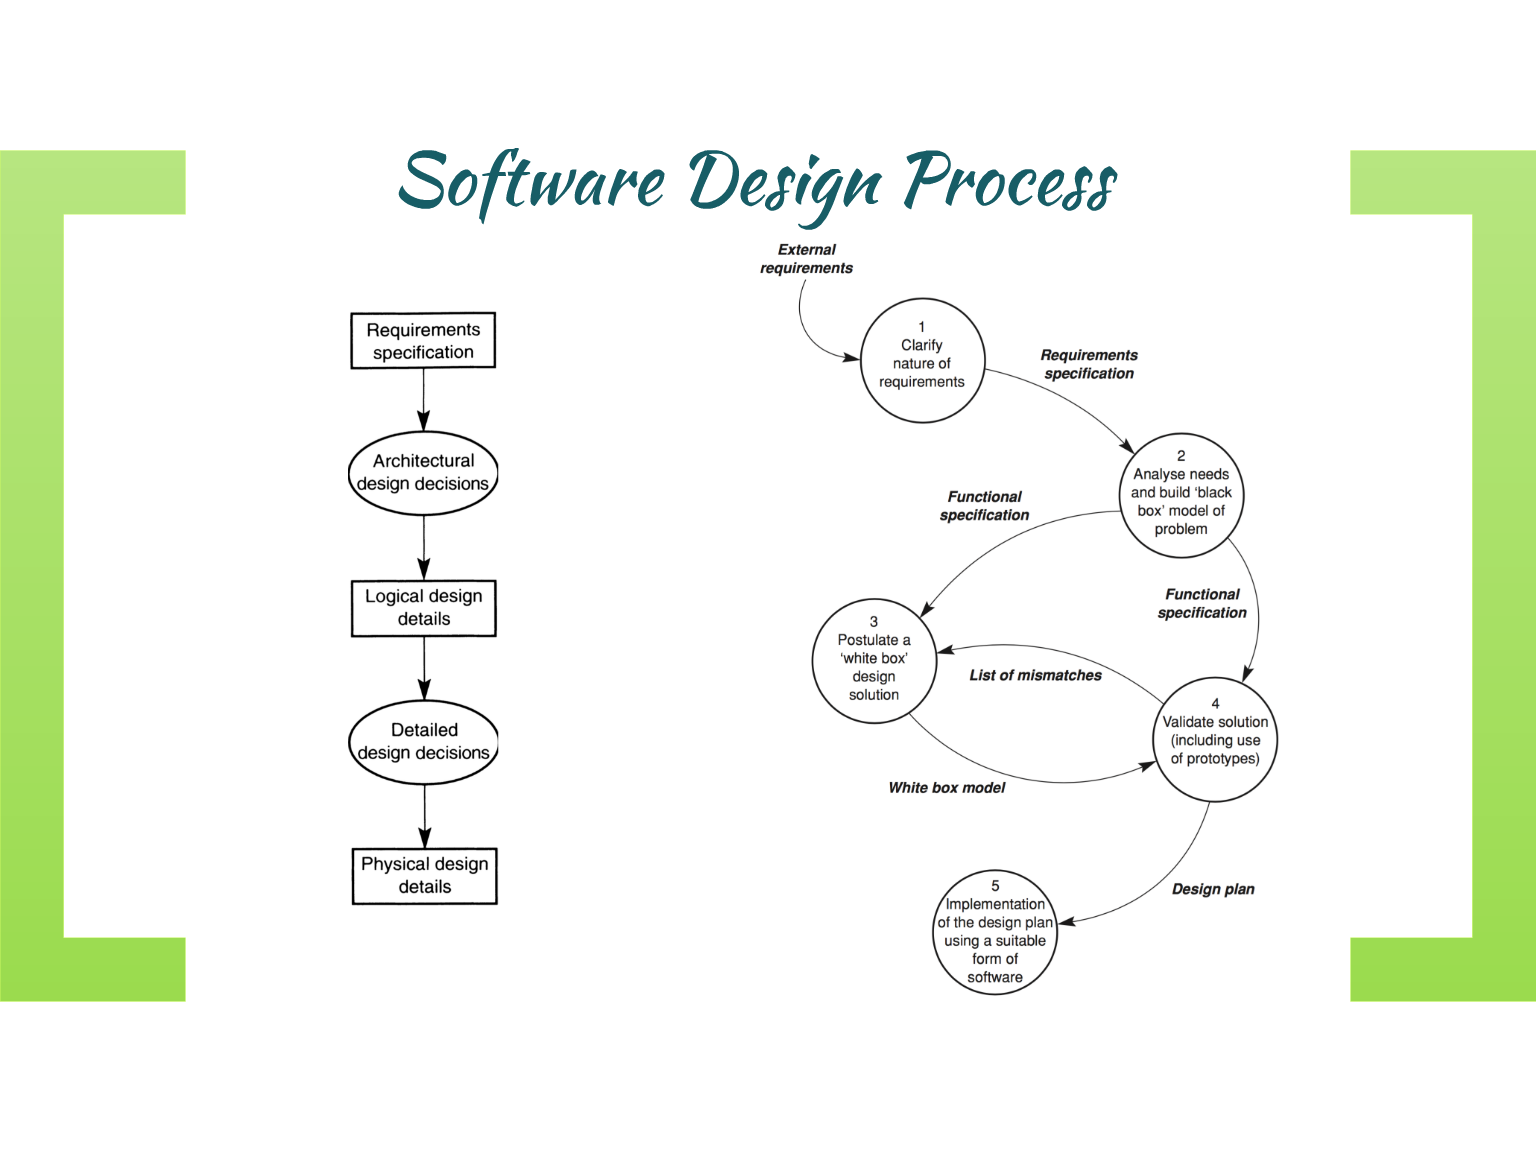 Software Design Process
Requirements
specification
Architectural
design decisions
Logical design
details
Detailed
design decisions
Physical design
details
External
requirements
1
Clarify
nature of
requirements
Requirements
specification
2
Analyse needs
and build ‘black
box’ model of
problem
Functional
specification
Functional
specification
3
Postulate a
‘white box’
design
solution
List of mismatches
4
Validate solution
(including use
of prototypes)
White box model
Design plan
5
Implementation
of the design plan
using a suitable
form of
software